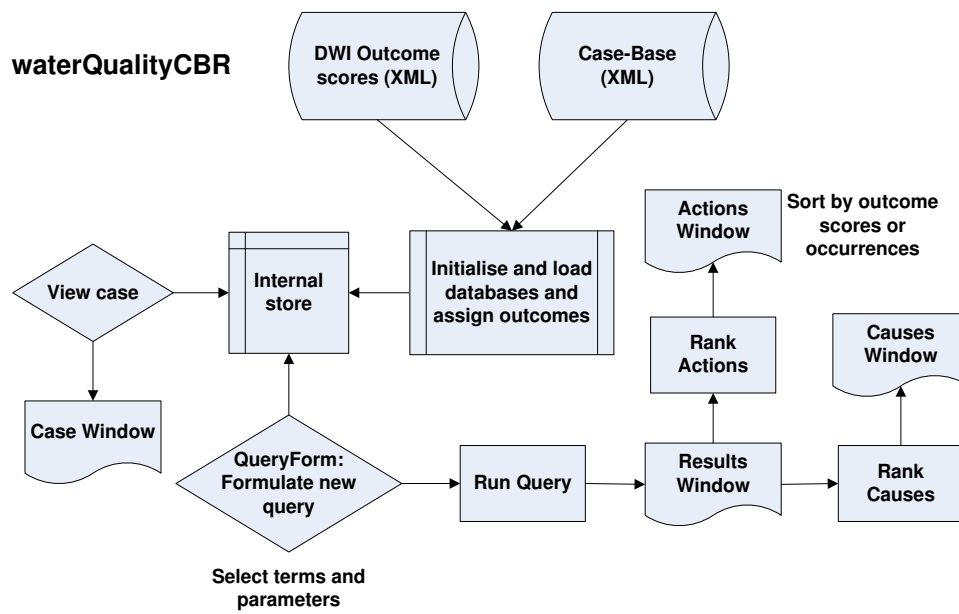 waterQualityCBR
DWI Outcome
scores (XML)
Case-Base
(XML)
Actions
Window
Sort by outcome
scores or
occurrences
View case
Internal
store
Initialise and load
databases and
assign outcomes
Rank
Actions
Causes
Window
Case Window
QueryForm:
Formulate new
query
Run Query
Results
Window
Rank
Causes
Select terms and
parameters